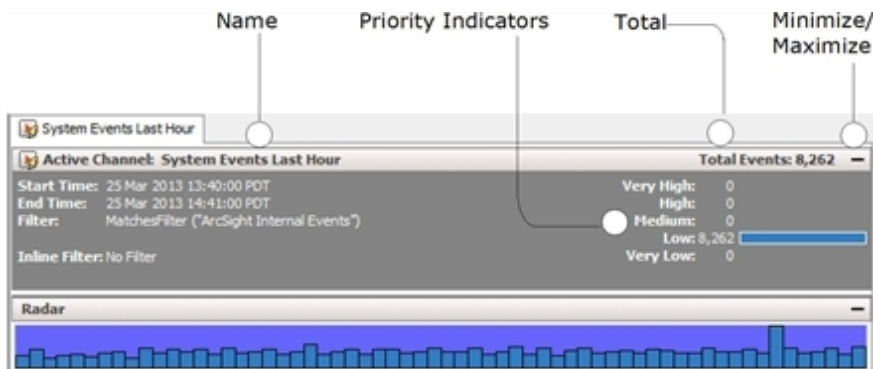 Name Priority Indicators Total Minimize/
Maximize
System Events Last Hour
Active Channel: System Events Last Hour Total Events: 8,262
Start Time: 25 Mar 2013 13:40:00 PDT Very High: 0
End Time: 25 Mar 2013 14:41:00 PDT High: 0
Filter: MatchesFilter ("ArcSight Internal Events") Medium: 0
Low: 8,262
Inline Filter: No Filter Very Low: 0
Radar